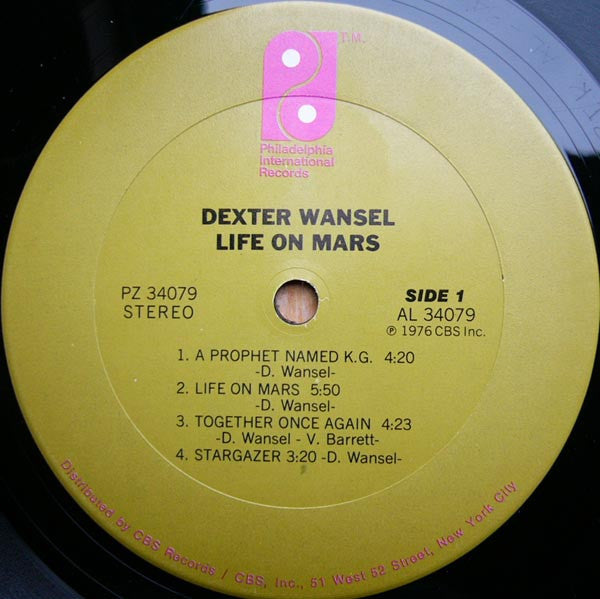 T.M.
Philadelphia
International
Records
DEXTER WANSEL
LIFE ON MARS
PZ 34079
STEREO
SIDE 1
AL 34079
℗ 1976 CBS Inc.
1. A PROPHET NAMED K.G. 4:20
-D. Wansel-
2. LIFE ON MARS 5:50
-D. Wansel-
3. TOGETHER ONCE AGAIN 4:23
-D. Wansel - V. Barrett-
4. STARGAZER 3:20 -D. Wansel-
Distributed by CBS Records / CBS, Inc., 51 West 52 Street, New York City